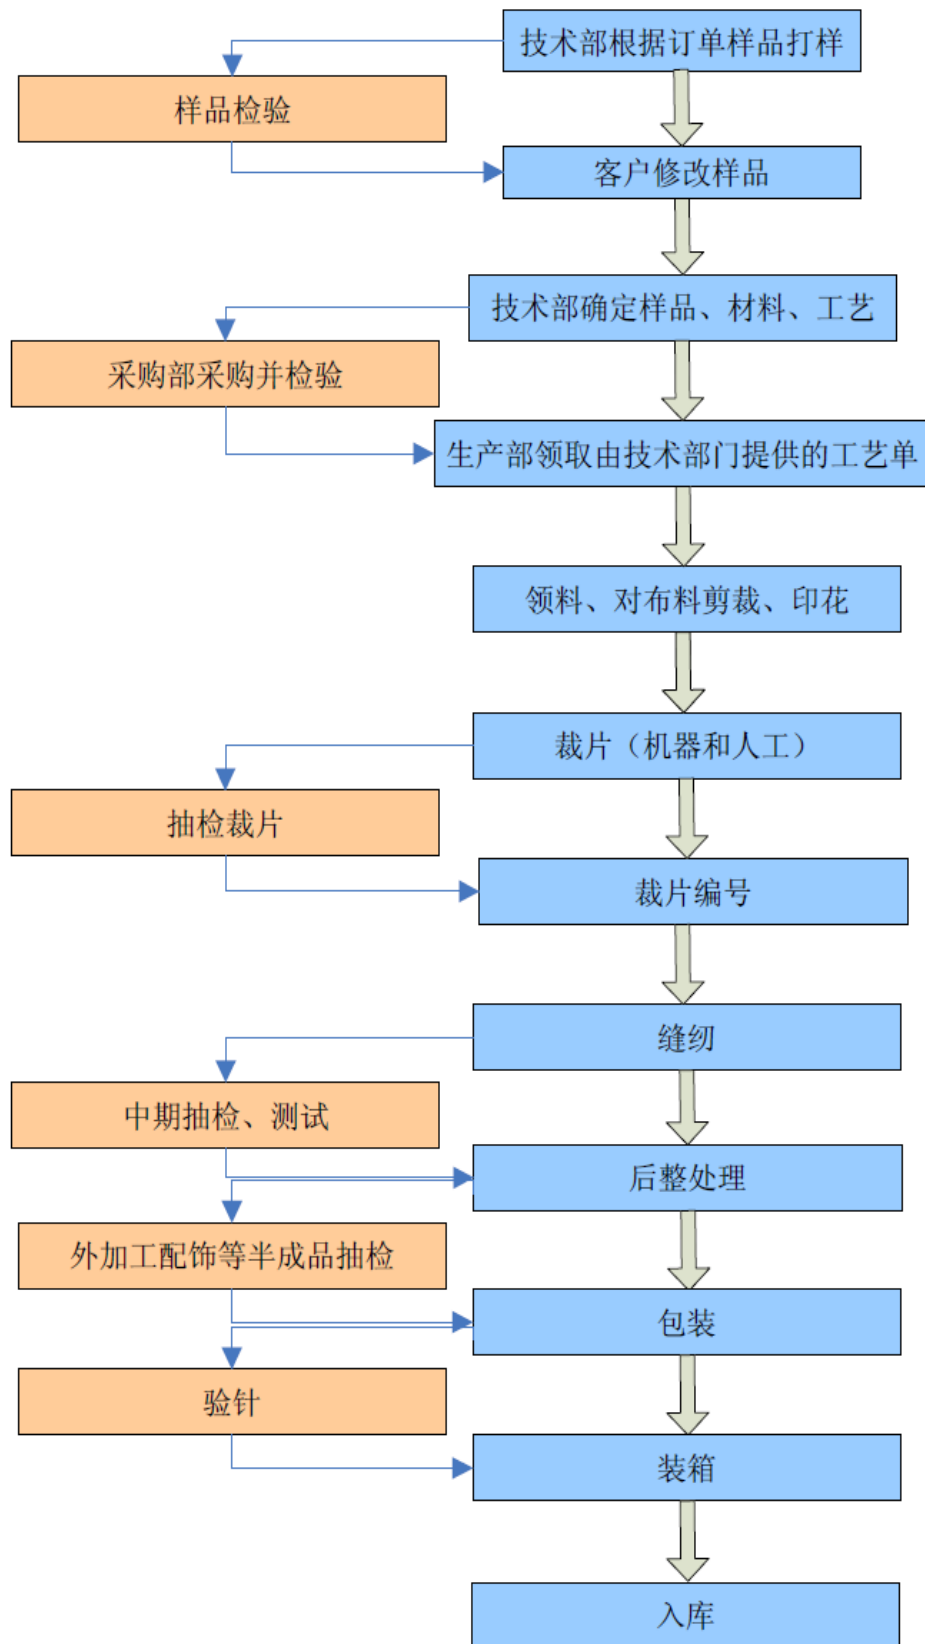 技术部根据订单样品打样
样品检验
客户修改样品
技术部确定样品、材料、工艺
采购部采购并检验
生产部领取由技术部门提供的工艺单
领料、对布料剪裁、印花
裁片（机器和人工）
抽检裁片
裁片编号
缝纫
中期抽检、测试
后整处理
外加工配饰等半成品抽检
包装
验针
装箱
入库